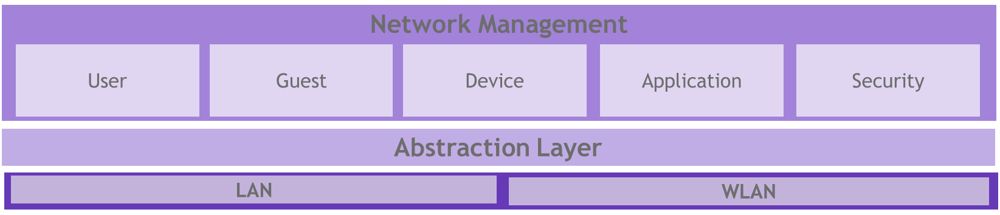 Network Management
User
Guest
Device
Application
Security
Abstraction Layer
LAN
WLAN